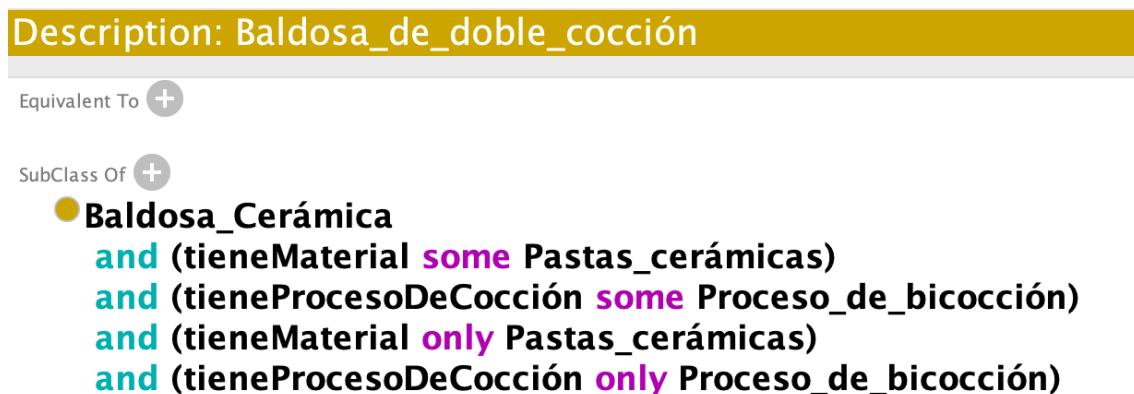 Description: Baldosa_de_doble_cocción
Equivalent To
SubClass Of
Baldosa_Cerámica
and (tieneMaterial some Pastas_cerámicas)
and (tieneProcesoDeCocción some Proceso_de_bicocción)
and (tieneMaterial only Pastas_cerámicas)
and (tieneProcesoDeCocción only Proceso_de_bicocción)